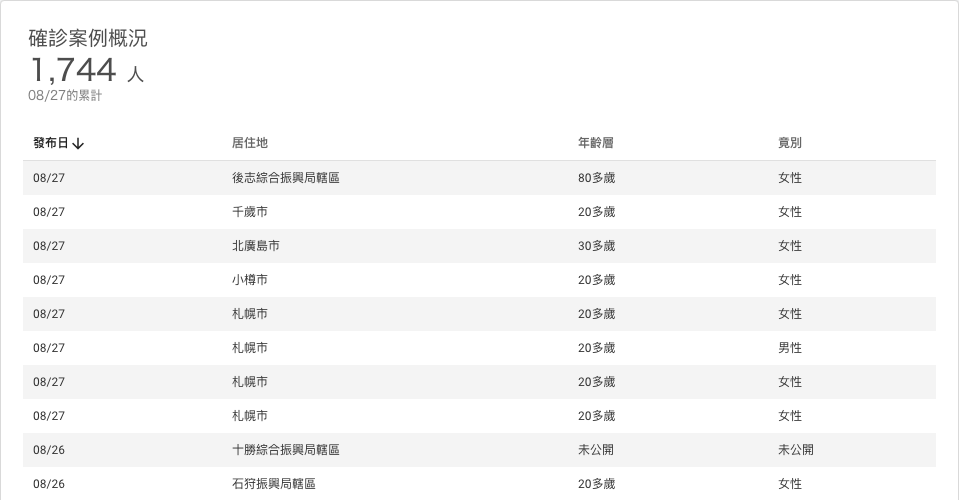 確診案例概況
1,744 人
08/27的累計
發布日↓ 居住地 年齡層 竟別
08/27 後志綜合振興局轄區 80多歲 女性
08/27 千歲市 20多歲 女性
08/27 北廣島市 30多歲 女性
08/27 小樽市 20多歲 女性
08/27 札幌市 20多歲 女性
08/27 札幌市 20多歲 男性
08/27 札幌市 20多歲 女性
08/27 札幌市 20多歲 女性
08/26 十勝綜合振興局轄區 未公開 未公開
08/26 石狩振興局轄區 20多歲 女性